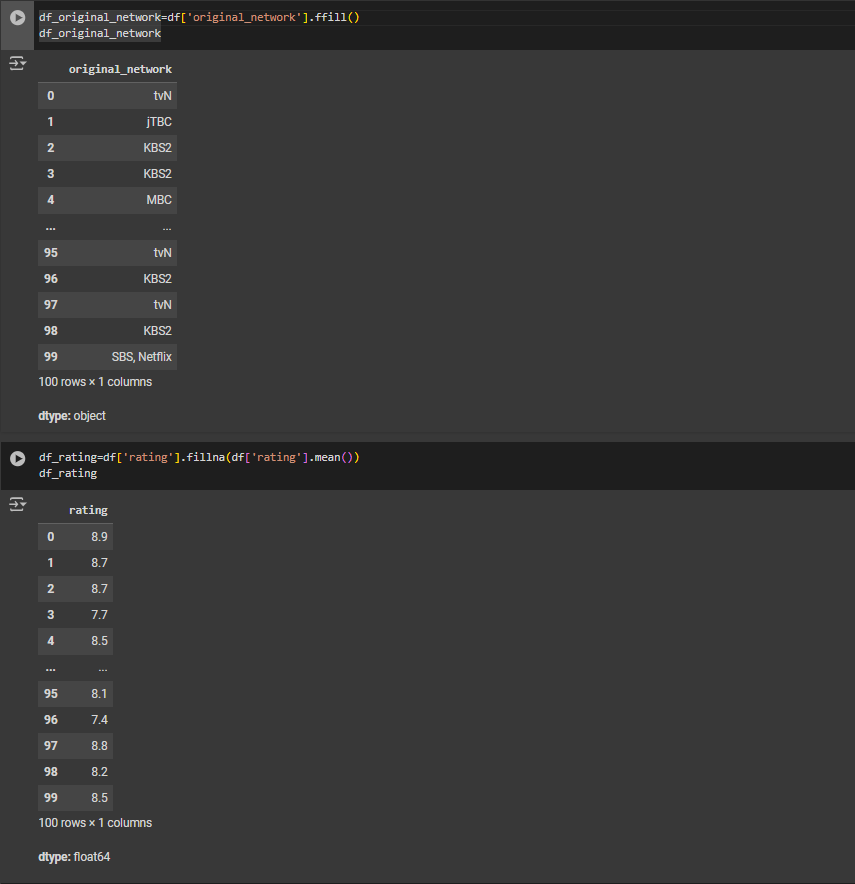 df_original_network=df['original_network'].ffill()
df_original_network
original_network
0 tvN
1 jTBC
2 KBS2
3 KBS2
4 MBC
... ...
95 tvN
96 KBS2
97 tvN
98 KBS2
99 SBS, Netflix
100 rows × 1 columns
dtype: object
df_rating=df['rating'].fillna(df['rating'].mean())
df_rating
rating
0 8.9
1 8.7
2 8.7
3 7.7
4 8.5
... ...
95 8.1
96 7.4
97 8.8
98 8.2
99 8.5
100 rows × 1 columns
dtype: float64